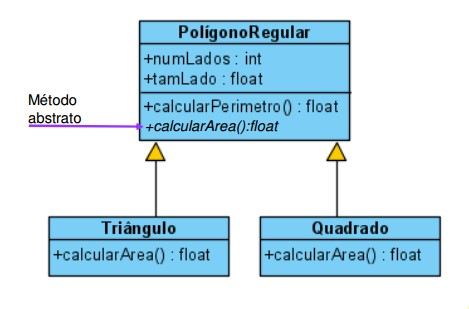 PolígonoRegular
+numLados : int
+tamLado : float
Método
abstrato
+calcularPerimetro() : float
+calcularArea():float
Triângulo
+calcularArea() : float
Quadrado
+calcularArea() : float